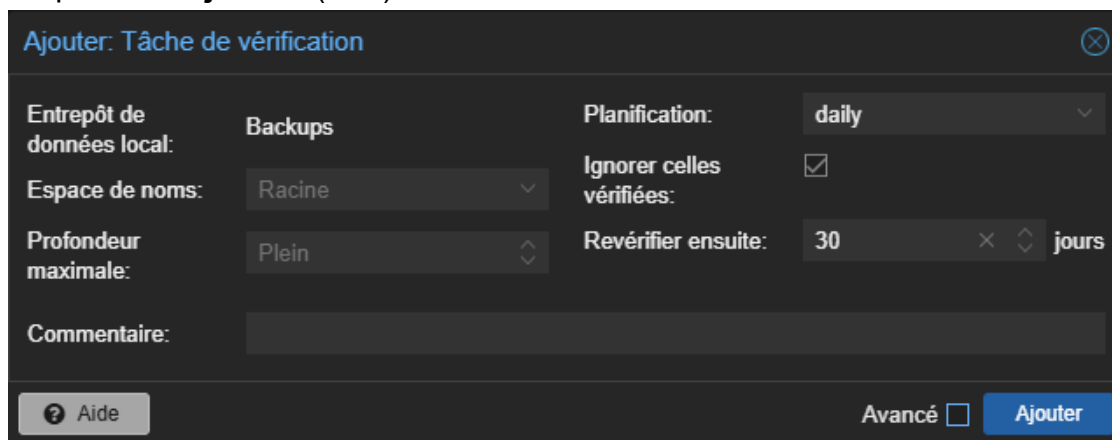 Ajouter: Tâche de vérification
Entrepôt de
données local:
Backups
Espace de noms:
Racine
Profondeur
maximale:
Plein
Planification:
daily
Ignorer celles
vérifiées:
Revérifier ensuite:
30
jours
Commentaire:
Aide
Avancé
Ajouter